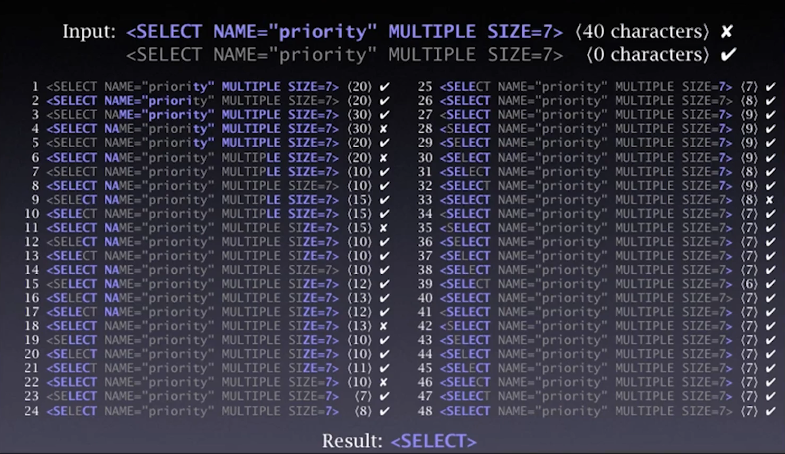 Input: <SELECT NAME="priority" MULTIPLE SIZE=7> ⟨40 characters⟩ ✘
<SELECT NAME="priority" MULTIPLE SIZE=7> ⟨0 characters⟩ ✔
1 <SELECT NAME="priority" MULTIPLE SIZE=7> ⟨20⟩ ✔
2 <SELECT NAME="priority" MULTIPLE SIZE=7> ⟨20⟩ ✔
3 <SELECT NAME="priority" MULTIPLE SIZE=7> ⟨30⟩ ✔
4 <SELECT NAME="priority" MULTIPLE SIZE=7> ⟨30⟩ ✘
5 <SELECT NAME="priority" MULTIPLE SIZE=7> ⟨20⟩ ✔
6 <SELECT NAME="priority" MULTIPLE SIZE=7> ⟨20⟩ ✘
7 <SELECT NAME="priority" MULTIPLE SIZE=7> ⟨10⟩ ✔
8 <SELECT NAME="priority" MULTIPLE SIZE=7> ⟨10⟩ ✔
9 <SELECT NAME="priority" MULTIPLE SIZE=7> ⟨15⟩ ✔
10 <SELECT NAME="priority" MULTIPLE SIZE=7> ⟨15⟩ ✔
11 <SELECT NAME="priority" MULTIPLE SIZE=7> ⟨15⟩ ✘
12 <SELECT NAME="priority" MULTIPLE SIZE=7> ⟨10⟩ ✔
13 <SELECT NAME="priority" MULTIPLE SIZE=7> ⟨10⟩ ✔
14 <SELECT NAME="priority" MULTIPLE SIZE=7> ⟨10⟩ ✔
15 <SELECT NAME="priority" MULTIPLE SIZE=7> ⟨12⟩ ✔
16 <SELECT NAME="priority" MULTIPLE SIZE=7> ⟨13⟩ ✔
17 <SELECT NAME="priority" MULTIPLE SIZE=7> ⟨12⟩ ✔
18 <SELECT NAME="priority" MULTIPLE SIZE=7> ⟨13⟩ ✘
19 <SELECT NAME="priority" MULTIPLE SIZE=7> ⟨10⟩ ✔
20 <SELECT NAME="priority" MULTIPLE SIZE=7> ⟨10⟩ ✔
21 <SELECT NAME="priority" MULTIPLE SIZE=7> ⟨11⟩ ✔
22 <SELECT NAME="priority" MULTIPLE SIZE=7> ⟨10⟩ ✘
23 <SELECT NAME="priority" MULTIPLE SIZE=7> ⟨7⟩ ✔
24 <SELECT NAME="priority" MULTIPLE SIZE=7> ⟨8⟩ ✔
25 <SELECT NAME="priority" MULTIPLE SIZE=7> ⟨7⟩ ✔
26 <SELECT NAME="priority" MULTIPLE SIZE=7> ⟨8⟩ ✔
27 <SELECT NAME="priority" MULTIPLE SIZE=7> ⟨9⟩ ✔
28 <SELECT NAME="priority" MULTIPLE SIZE=7> ⟨9⟩ ✔
29 <SELECT NAME="priority" MULTIPLE SIZE=7> ⟨9⟩ ✔
30 <SELECT NAME="priority" MULTIPLE SIZE=7> ⟨9⟩ ✔
31 <SELECT NAME="priority" MULTIPLE SIZE=7> ⟨8⟩ ✔
32 <SELECT NAME="priority" MULTIPLE SIZE=7> ⟨9⟩ ✔
33 <SELECT NAME="priority" MULTIPLE SIZE=7> ⟨8⟩ ✘
34 <SELECT NAME="priority" MULTIPLE SIZE=7> ⟨7⟩ ✔
35 <SELECT NAME="priority" MULTIPLE SIZE=7> ⟨7⟩ ✔
36 <SELECT NAME="priority" MULTIPLE SIZE=7> ⟨7⟩ ✔
37 <SELECT NAME="priority" MULTIPLE SIZE=7> ⟨7⟩ ✔
38 <SELECT NAME="priority" MULTIPLE SIZE=7> ⟨7⟩ ✔
39 <SELECT NAME="priority" MULTIPLE SIZE=7> ⟨6⟩ ✔
40 <SELECT NAME="priority" MULTIPLE SIZE=7> ⟨7⟩ ✔
41 <SELECT NAME="priority" MULTIPLE SIZE=7> ⟨7⟩ ✔
42 <SELECT NAME="priority" MULTIPLE SIZE=7> ⟨7⟩ ✔
43 <SELECT NAME="priority" MULTIPLE SIZE=7> ⟨7⟩ ✔
44 <SELECT NAME="priority" MULTIPLE SIZE=7> ⟨7⟩ ✔
45 <SELECT NAME="priority" MULTIPLE SIZE=7> ⟨7⟩ ✔
46 <SELECT NAME="priority" MULTIPLE SIZE=7> ⟨7⟩ ✔
47 <SELECT NAME="priority" MULTIPLE SIZE=7> ⟨7⟩ ✔
48 <SELECT NAME="priority" MULTIPLE SIZE=7> ⟨7⟩ ✔
Result: <SELECT>